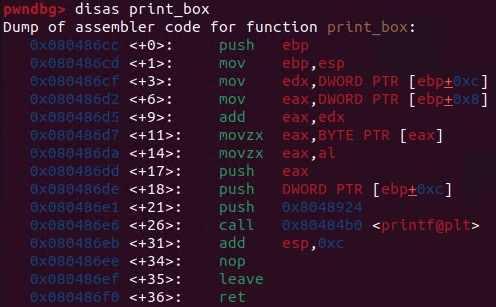 pwndbg> disas print_box
Dump of assembler code for function print_box:
0x080486cc <+0>: push ebp
0x080486cd <+1>: mov ebp,esp
0x080486cf <+3>: mov edx,DWORD PTR [ebp+0xc]
0x080486d2 <+6>: mov eax,DWORD PTR [ebp+0x8]
0x080486d5 <+9>: add eax,edx
0x080486d7 <+11>: movzx eax,BYTE PTR [eax]
0x080486da <+14>: movzx eax,al
0x080486dd <+17>: push eax
0x080486de <+18>: push DWORD PTR [ebp+0xc]
0x080486e1 <+21>: push 0x8048924
0x080486e6 <+26>: call 0x80484b0 <printf@plt>
0x080486eb <+31>: add esp,0xc
0x080486ee <+34>: nop
0x080486ef <+35>: leave
0x080486f0 <+36>: ret